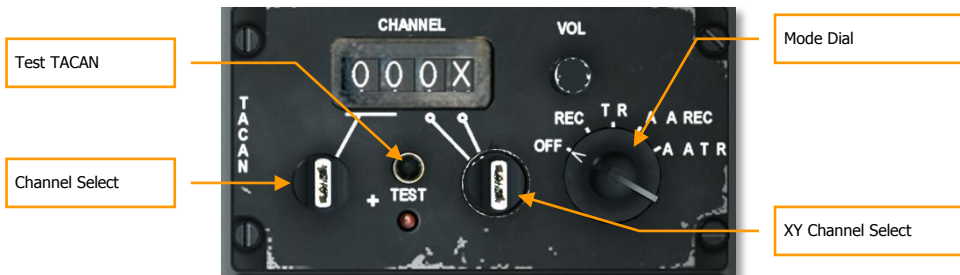 CHANNEL
VOL
Mode Dial
Test TACAN
000X
T R
REC
A A REC
OFF
A A T R
TACAN
Channel Select
+ TEST
XY Channel Select